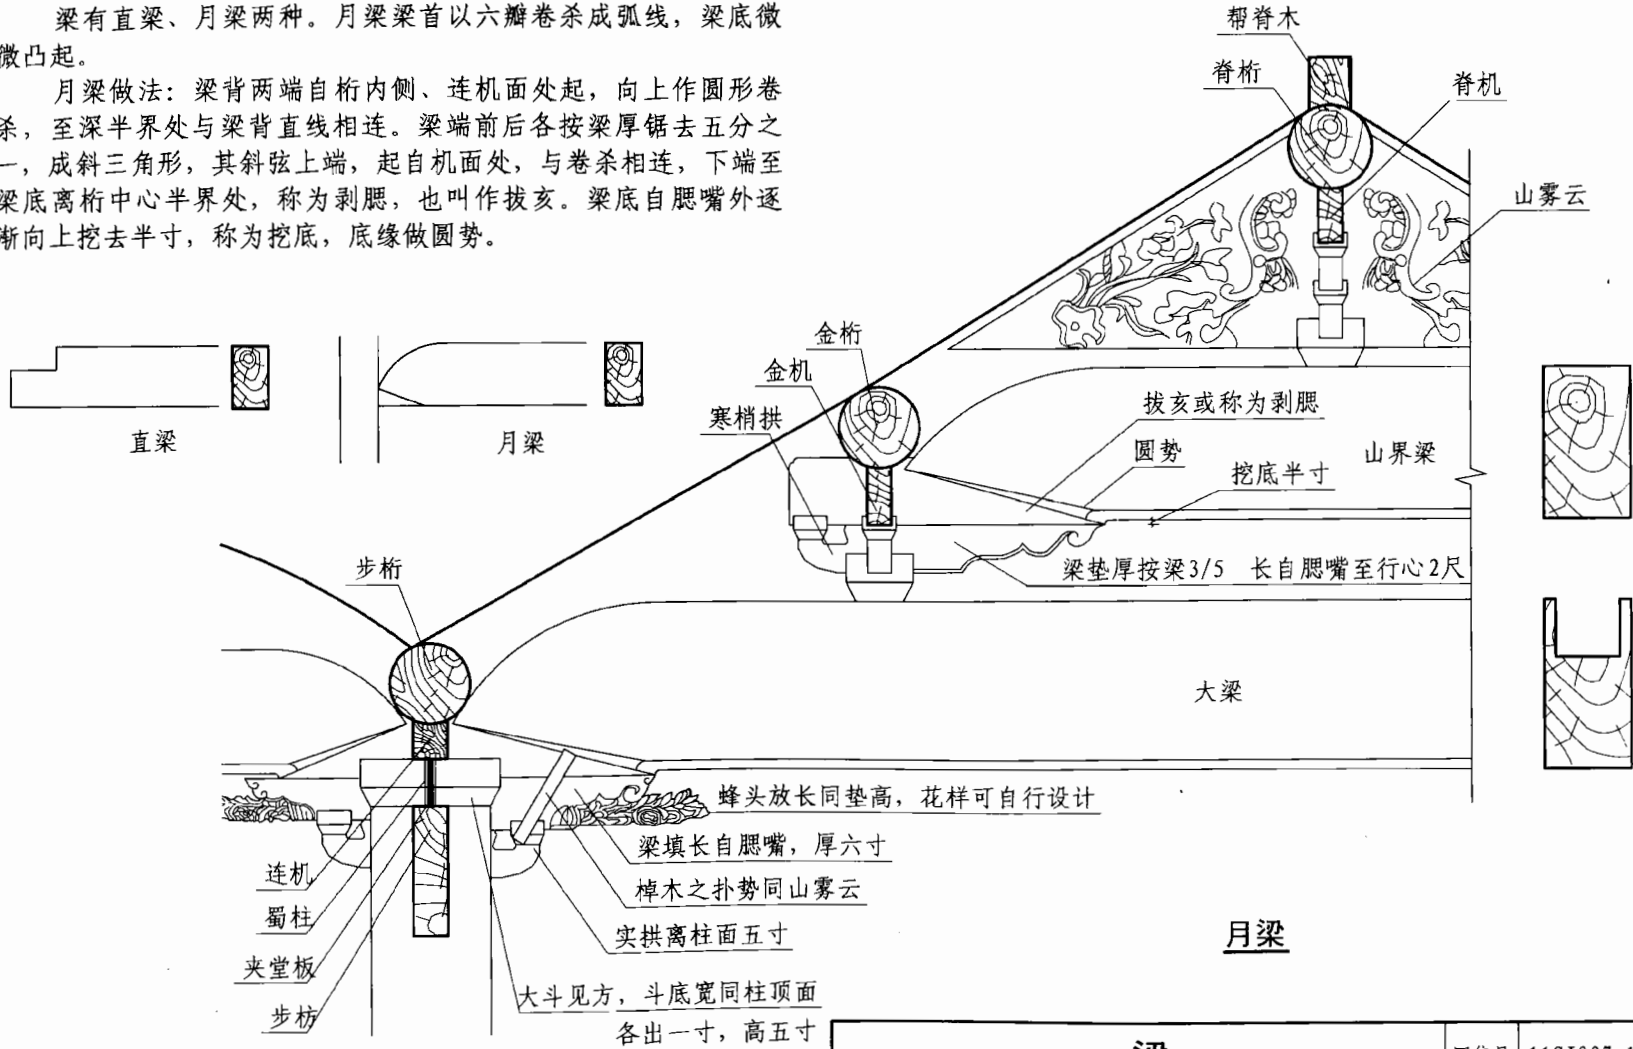 梁有直梁、月梁两种。月梁梁首以六瓣卷杀成弧线，梁底微
微凸起。
月梁做法：梁背两端自桁内侧、连机面处起，向上作圆形卷
杀，至深半界处与梁背直线相连。梁端前后各按梁厚锯去五分之
一，成斜三角形，其斜弦上端，起自机面处，与卷杀相连，下端至
梁底离桁中心半界处，称为剥腮，也叫作拔亥。梁底自腮嘴外逐
渐向上挖去半寸，称为挖底，底缘做圆势。
帮脊木
脊桁
脊机
山雾云
金桁
金机
寒梢拱
直梁
月梁
拔亥或称为剥腮
圆势
山界梁
挖底半寸
梁垫厚按梁3/5 长自腮嘴至行心2尺
步桁
大梁
蜂头放长同垫高，花样可自行设计
梁填长自腮嘴，厚六寸
棹木之扑势同山雾云
实拱离柱面五寸
大斗见方，斗底宽同柱顶面
各出一寸，高五寸
连机
蜀柱
夹堂板
步枋
月梁
梁